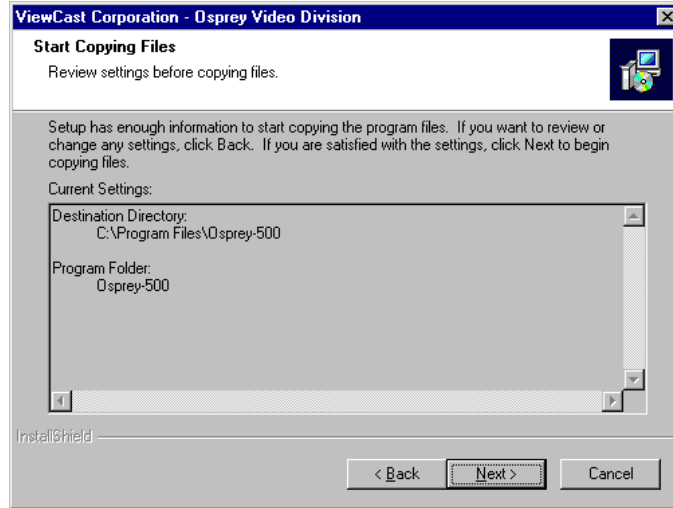 ViewCast Corporation - Osprey Video Division
Start Copying Files
Review settings before copying files.
Setup has enough information to start copying the program files.  If you want to review or
change any settings, click Back.  If you are satisfied with the settings, click Next to begin
copying files.
Current Settings:
Destination Directory:
C:\Program Files\Osprey-500
Program Folder:
Osprey-500
InstallShield
< Back Next > Cancel